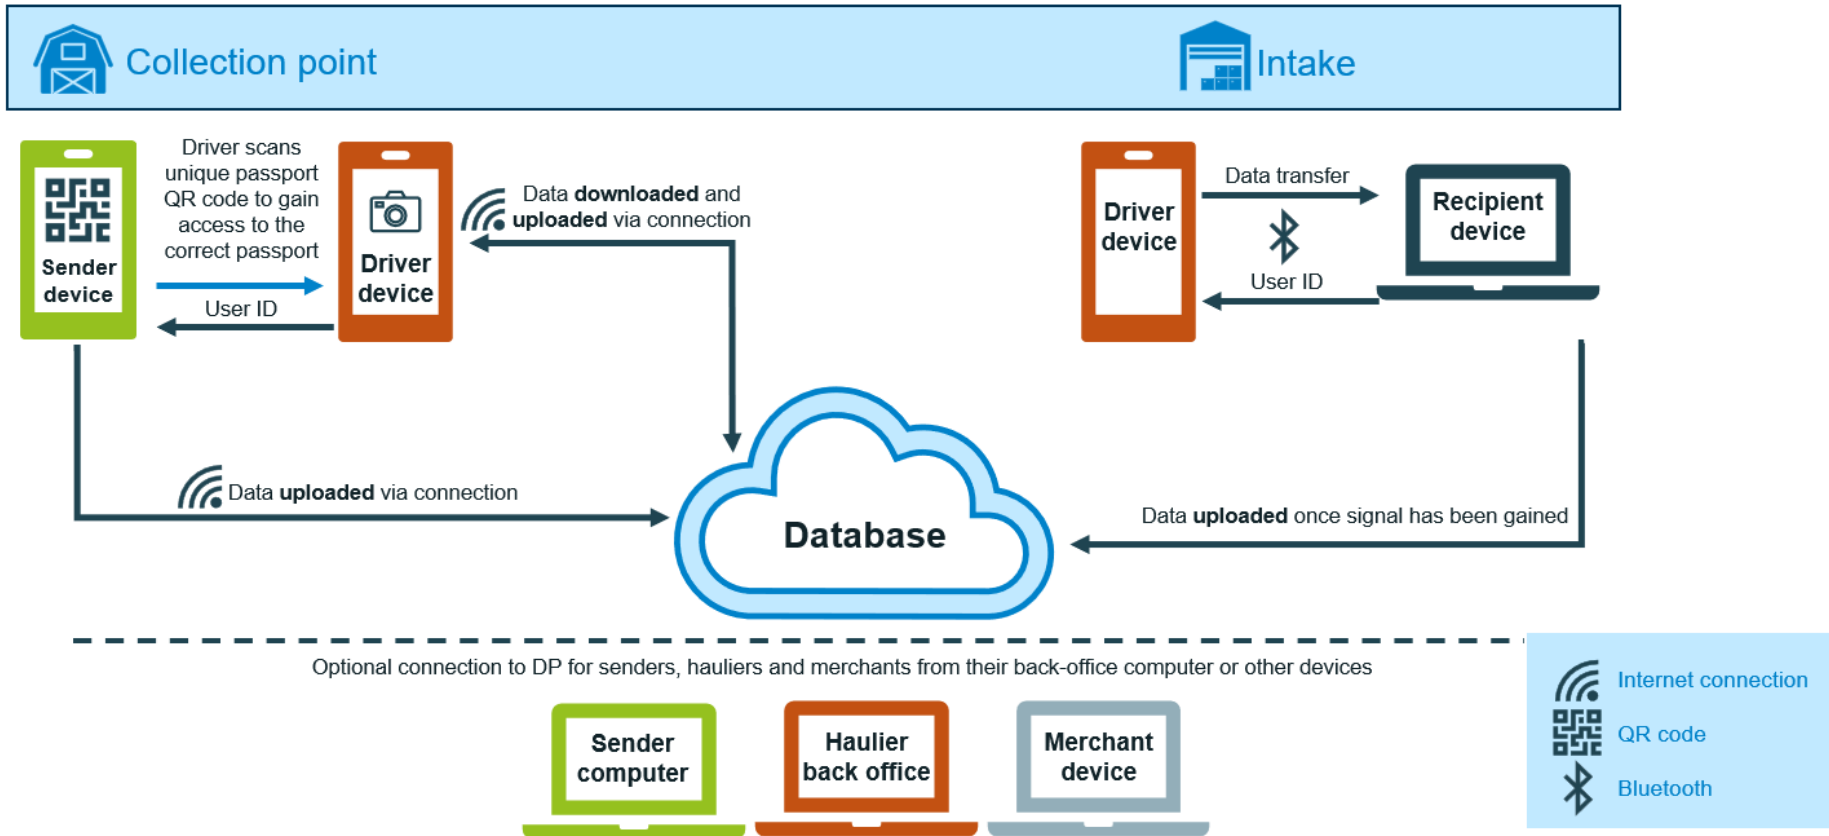 Collection point
Intake
Driver scans
unique passport
QR code to gain
access to the
correct passport
Sender
device
User ID
Driver
device
Data downloaded and
uploaded via connection
Driver
device
Data transfer
User ID
Recipient
device
Data uploaded via connection
Database
Data uploaded once signal has been gained
Optional connection to DP for senders, hauliers and merchants from their back-office computer or other devices
Sender
computer
Haulier
back office
Merchant
device
Internet connection
QR code
Bluetooth